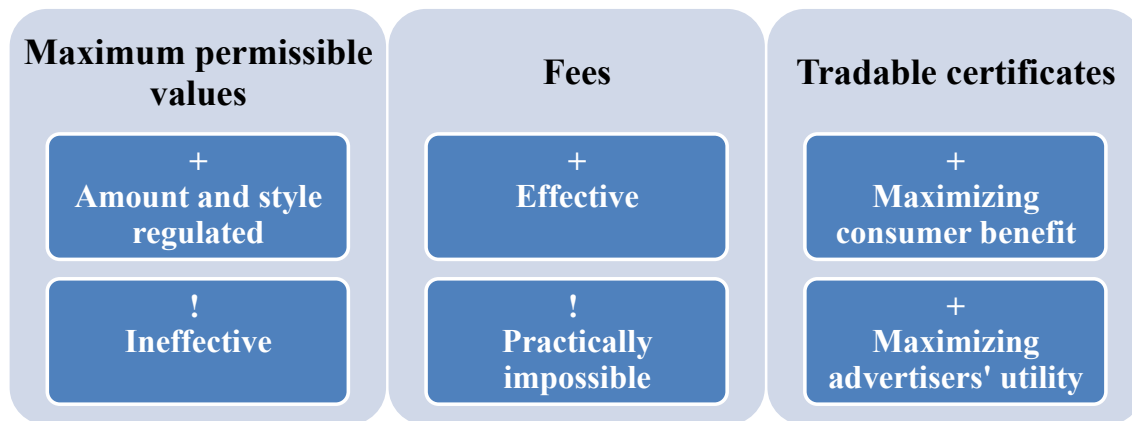 Maximum permissible
values
+
Amount and style
regulated
!
Ineffective
Fees
+
Effective
!
Practically
impossible
Tradable certificates
+
Maximizing
consumer benefit
+
Maximizing
advertisers' utility